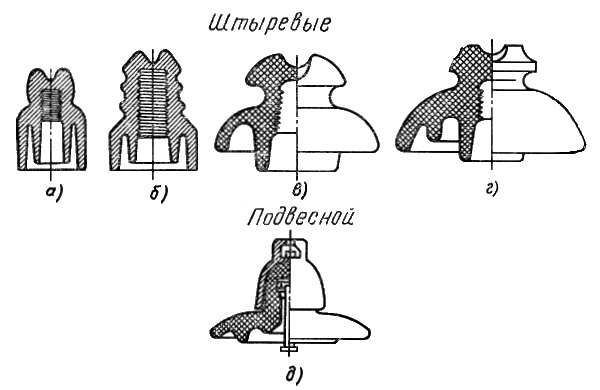 Штыревые
а) б) в) г)
Подвесной
д)